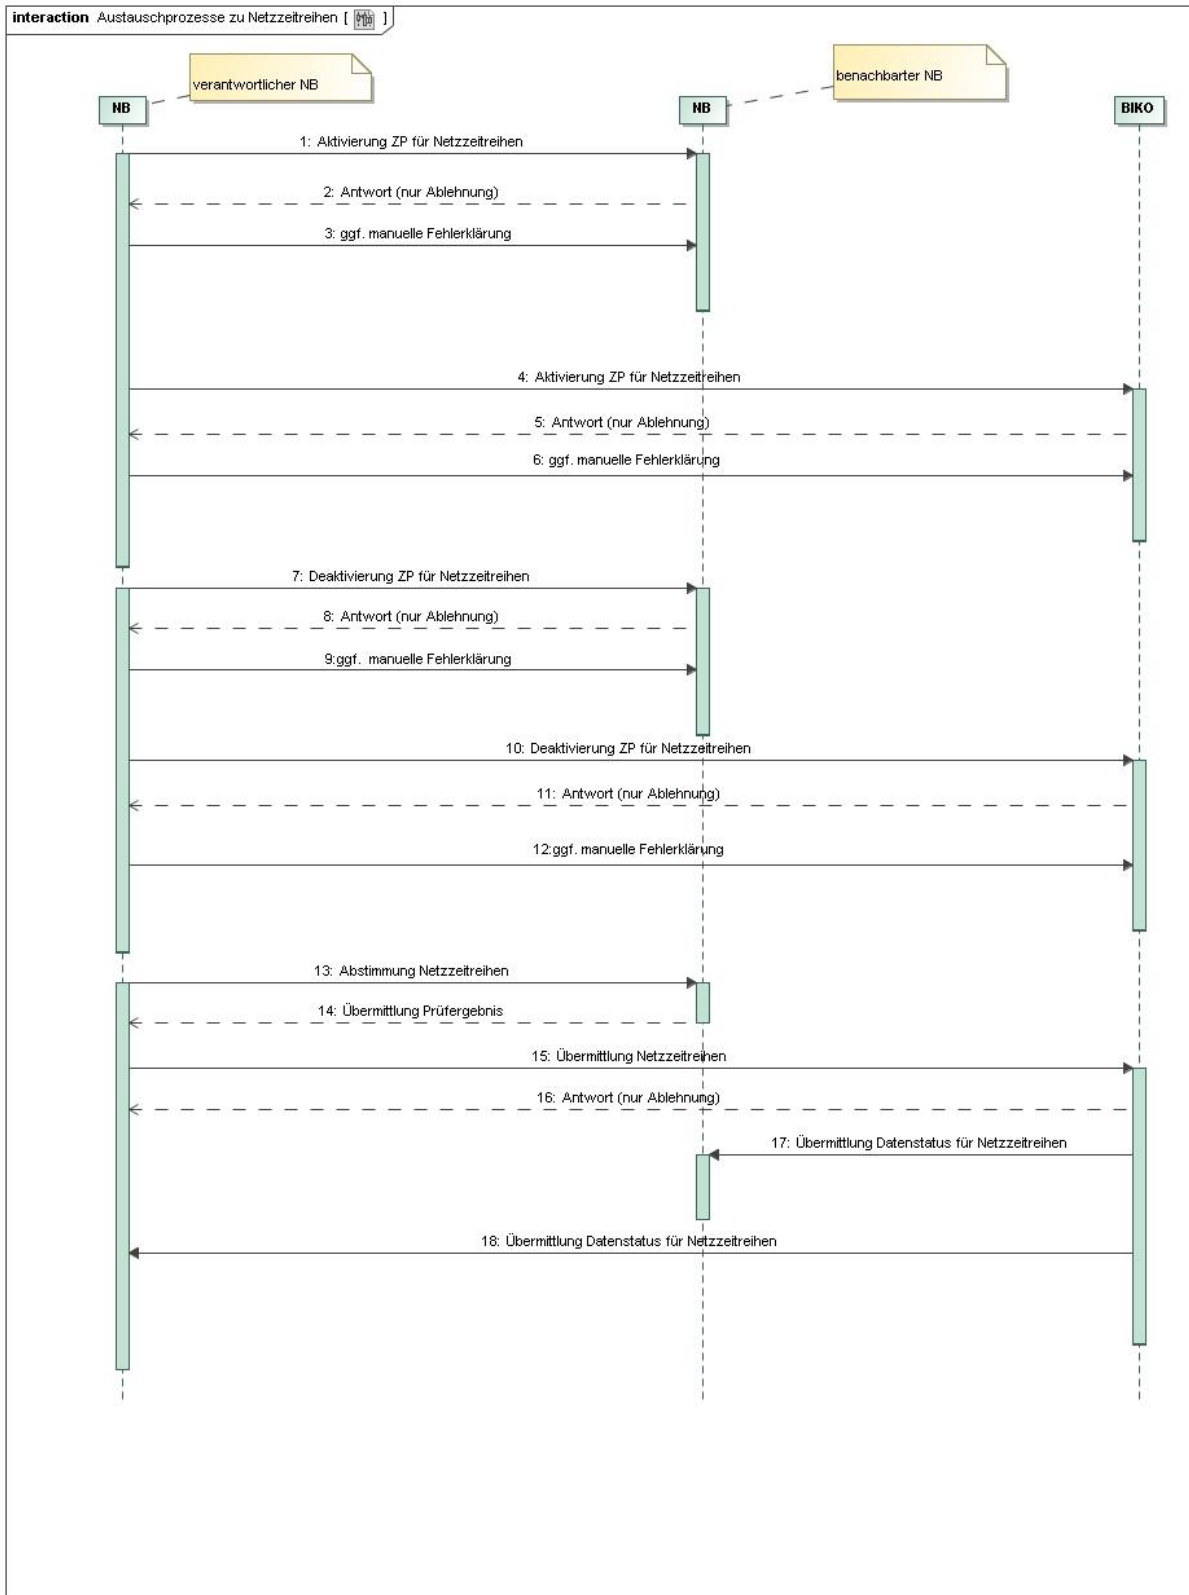 interaction Austauschprozesse zu Netzzeitreihen [ ]
verantwortlicher NB
benachbarter NB
NB
NB
BIKO
1: Aktivierung ZP für Netzzeitreihen
2: Antwort (nur Ablehnung)
3: ggf. manuelle Fehlerklärung
4: Aktivierung ZP für Netzzeitreihen
5: Antwort (nur Ablehnung)
6: ggf. manuelle Fehlerklärung
7: Deaktivierung ZP für Netzzeitreihen
8: Antwort (nur Ablehnung)
9:ggf. manuelle Fehlerklärung
10: Deaktivierung ZP für Netzzeitreihen
11: Antwort (nur Ablehnung)
12:ggf. manuelle Fehlerklärung
13: Abstimmung Netzzeitreihen
14: Übermittlung Prüfergebnis
15: Übermittlung Netzzeitreihen
16: Antwort (nur Ablehnung)
17: Übermittlung Datenstatus für Netzzeitreihen
18: Übermittlung Datenstatus für Netzzeitreihen